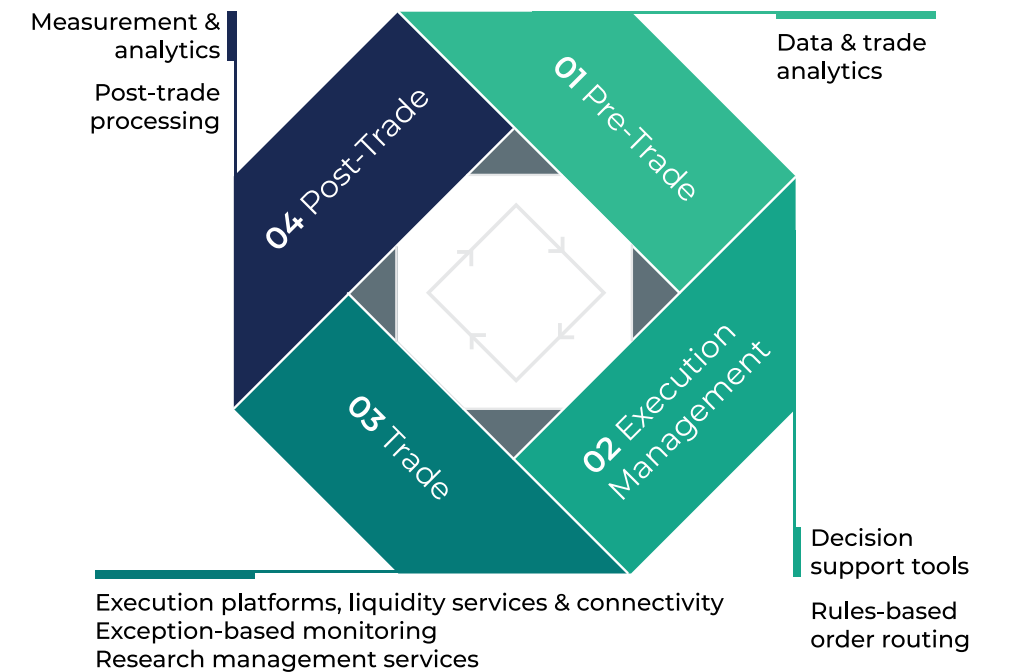 Measurement &
analytics
Post-trade
processing
01 Pre-Trade
Data & trade
analytics
02 Execution
Management
Decision
support tools
Rules-based
order routing
03 Trade
Execution platforms, liquidity services & connectivity
Exception-based monitoring
Research management services
04 Post-Trade